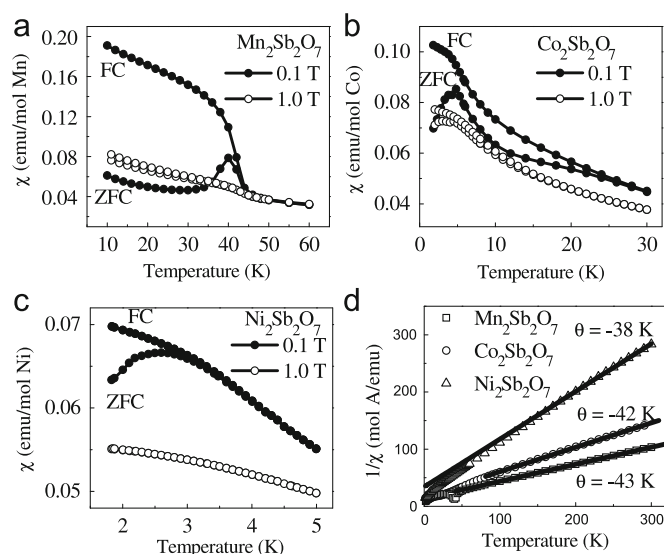 a
Mn2Sb2O7
FC
0.1 T
1.0 T
ZFC
0.20
0.16
0.12
0.08
0.04
χ (emu/mol Mn)
10 20 30 40 50 60
Temperature (K)
b
Co2Sb2O7
FC
ZFC
0.1 T
1.0 T
0.10
0.08
0.06
0.04
χ (emu/mol Co)
0 10 20 30
Temperature (K)
c
Ni2Sb2O7
FC
0.1 T
1.0 T
ZFC
0.07
0.06
0.05
χ (emu/mol Ni)
2 3 4 5
Temperature (K)
d
Mn2Sb2O7
Co2Sb2O7
Ni2Sb2O7
θ = -38 K
θ = -42 K
θ = -43 K
300
200
100
0
1/χ (mol A/emu)
0 100 200 300
Temperature (K)